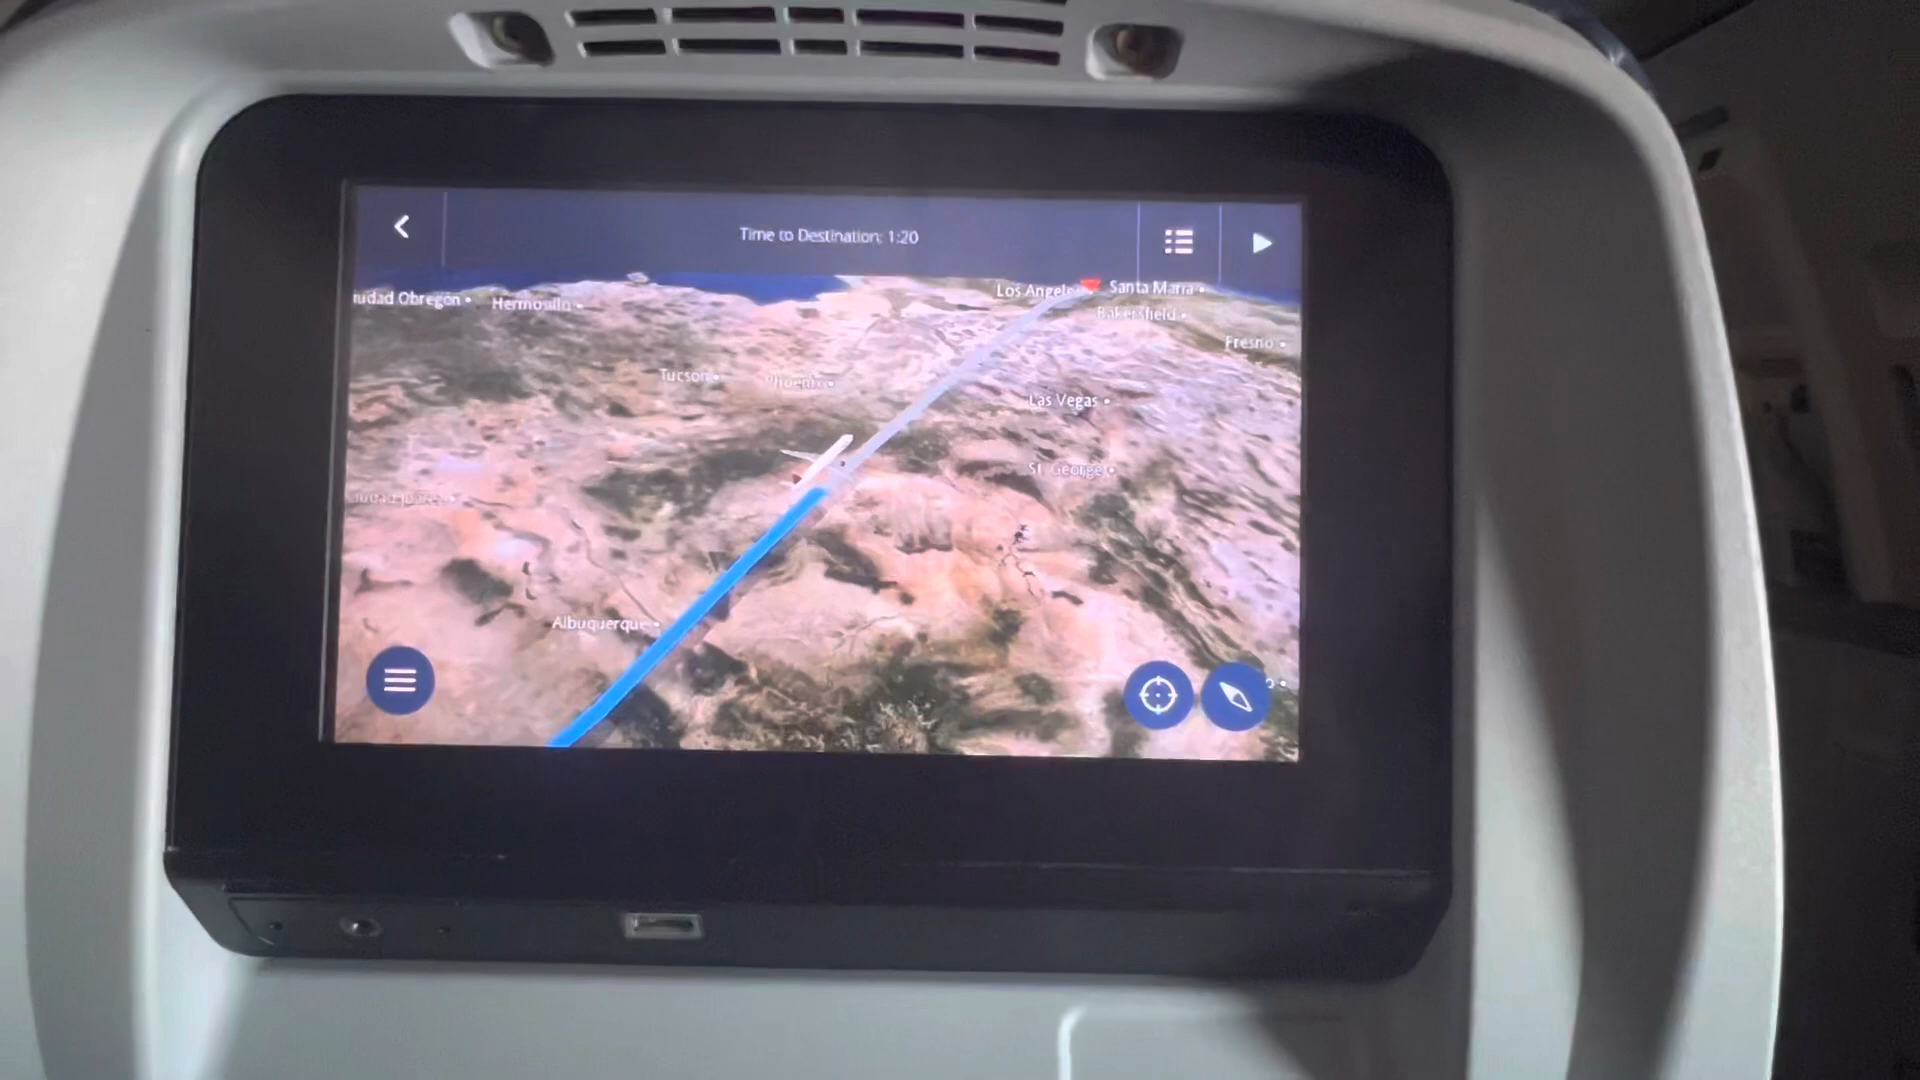 Time to Destination: 1:20
Los Angele
Santa Maria
udad Obregon
Hermosillo
Bakersfield
Fresno
Tucson
Phoenix
Las Vegas
St. George
Albuquerque